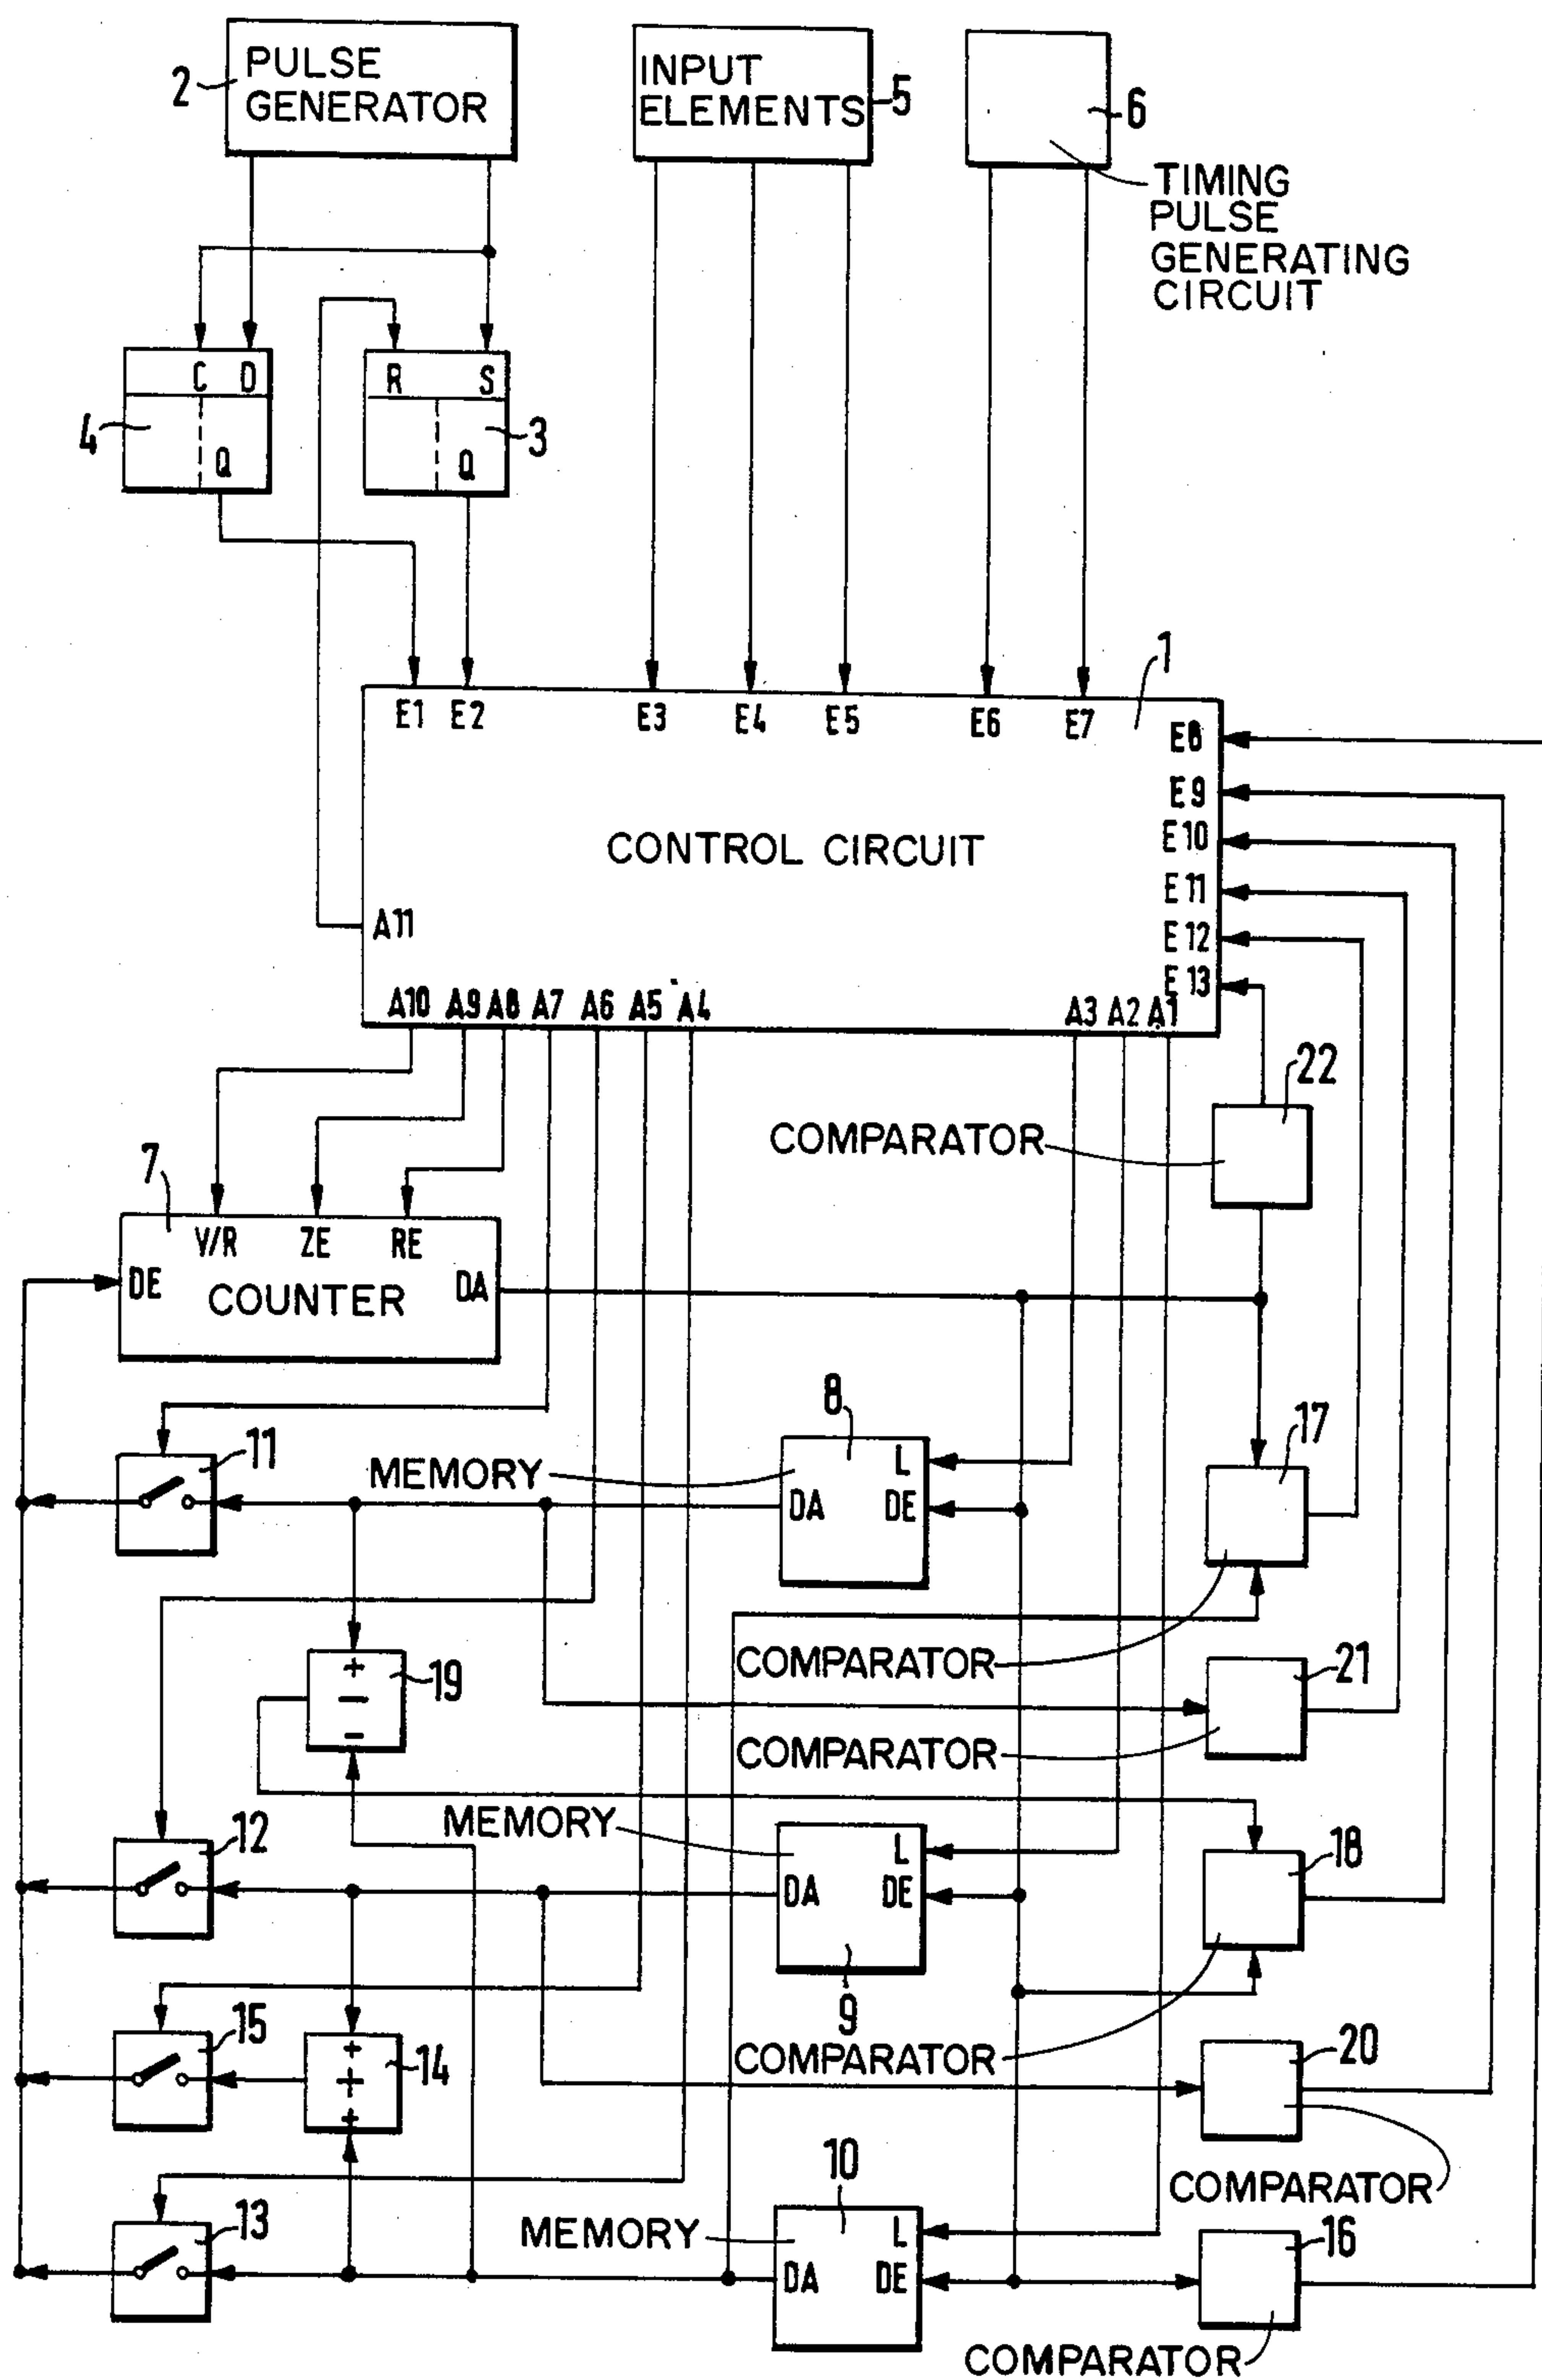 2
PULSE
GENERATOR
INPUT
ELEMENTS
5
6
TIMING
PULSE
GENERATING
CIRCUIT
C D
R S
4
Q
Q
3
1
E1 E2 E3 E4 E5 E6 E7
E8
E9
E10
E11
E12
E13
CONTROL CIRCUIT
A11
A10 A9 A8 A7 A6 A5 A4 A3 A2 A1
22
COMPARATOR
7
V/R ZE RE
DE COUNTER DA
8
L
MEMORY
DA DE
11
17
COMPARATOR
+
−
−
19
21
COMPARATOR
MEMORY
L
DA DE
9
12
18
COMPARATOR
15
+
+
+
14
20
COMPARATOR
10
13
MEMORY
L
DA DE
16
COMPARATOR